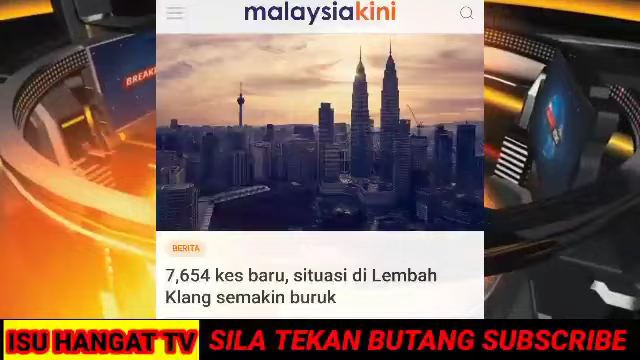 malaysiakini
BREAKI
BERITA
7,654 kes baru, situasi di Lembah
Klang semakin buruk
ISU HANGAT TV SILA TEKAN BUTANG SUBSCRIBE